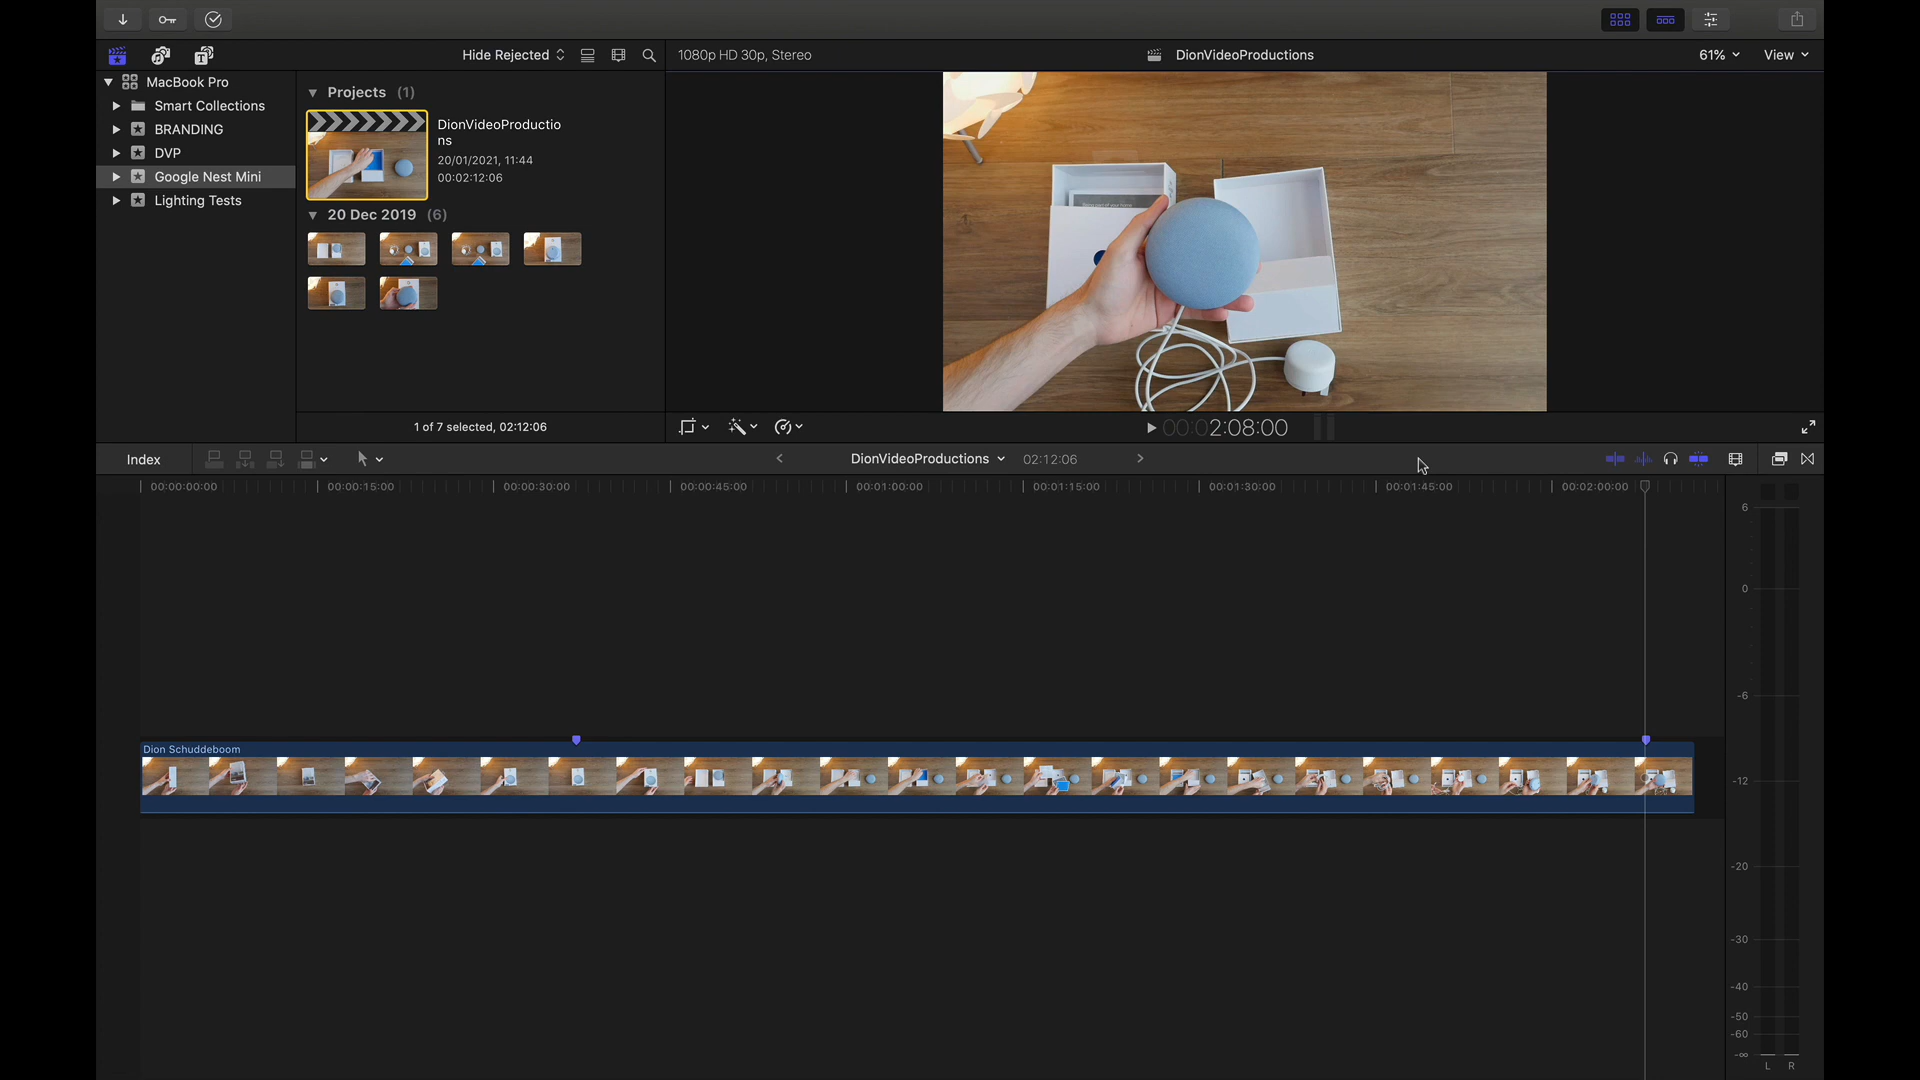 Hide Rejected
1080p HD 30p, Stereo
DionVideoProductions
61%
View
MacBook Pro
Smart Collections
BRANDING
DVP
Google Nest Mini
Lighting Tests
Projects (1)
DionVideoProductio
ns
20/01/2021, 11:44
00:02:12:06
20 Dec 2019 (6)
1 of 7 selected, 02:12:06
00:02:08:00
Index
DionVideoProductions
02:12:06
00:00:00:00
00:00:15:00
00:00:30:00
00:00:45:00
00:01:00:00
00:01:15:00
00:01:30:00
00:01:45:00
00:02:00:00
Dion Schuddeboom
6
0
-6
-12
-20
-30
-40
-50
-60
-∞
L R